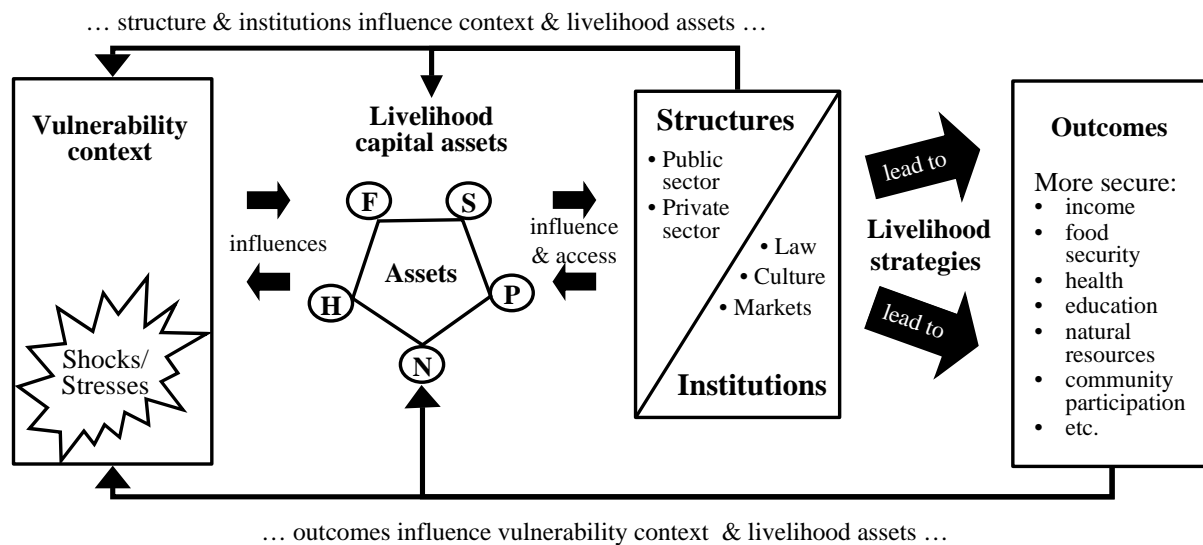 … structure & institutions influence context & livelihood assets …
Vulnerability
context
Shocks/
Stresses
influences
Livelihood
capital assets
F
S
Assets
H
P
N
influence
& access
Structures
• Public
sector
• Private
sector
• Law
• Culture
• Markets
Institutions
lead to
Livelihood
strategies
lead to
Outcomes
More secure:
• income
• food
security
• health
• education
• natural
resources
• community
participation
• etc.
… outcomes influence vulnerability context & livelihood assets …